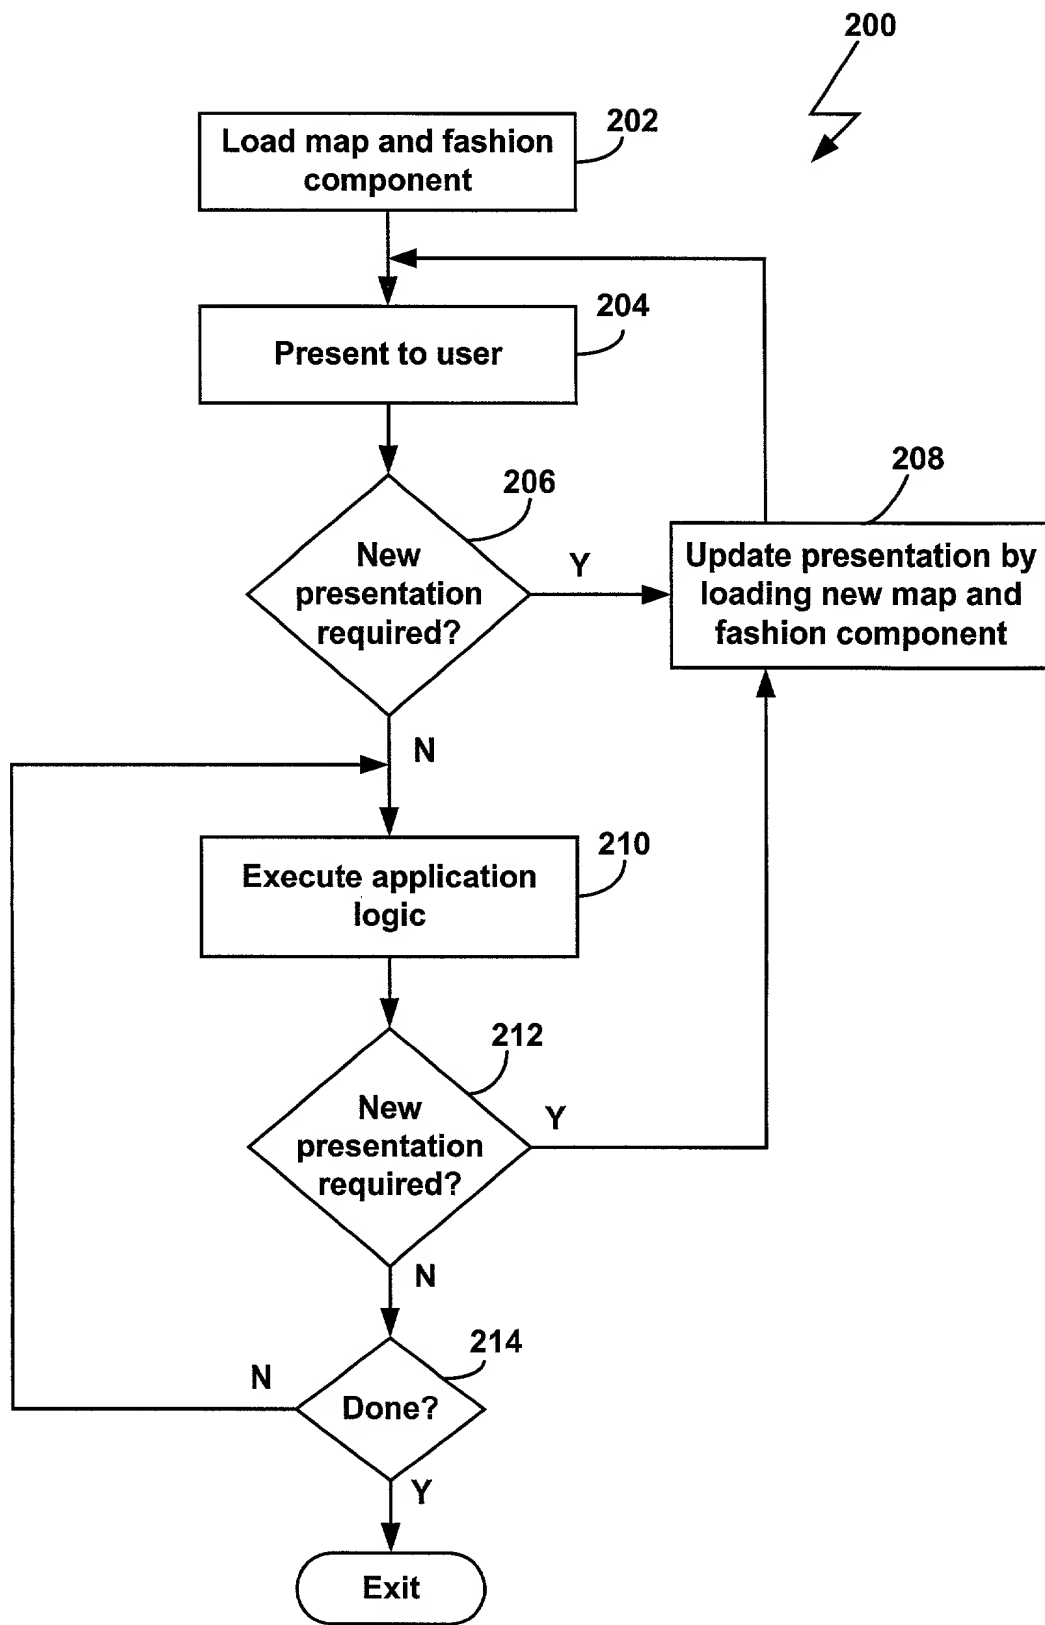 200
202
Load map and fashion
component
204
Present to user
206
208
New
presentation
required?
Y
Update presentation by
loading new map and
fashion component
N
210
Execute application
logic
212
New
presentation
required?
Y
N
214
N
Done?
Y
Exit